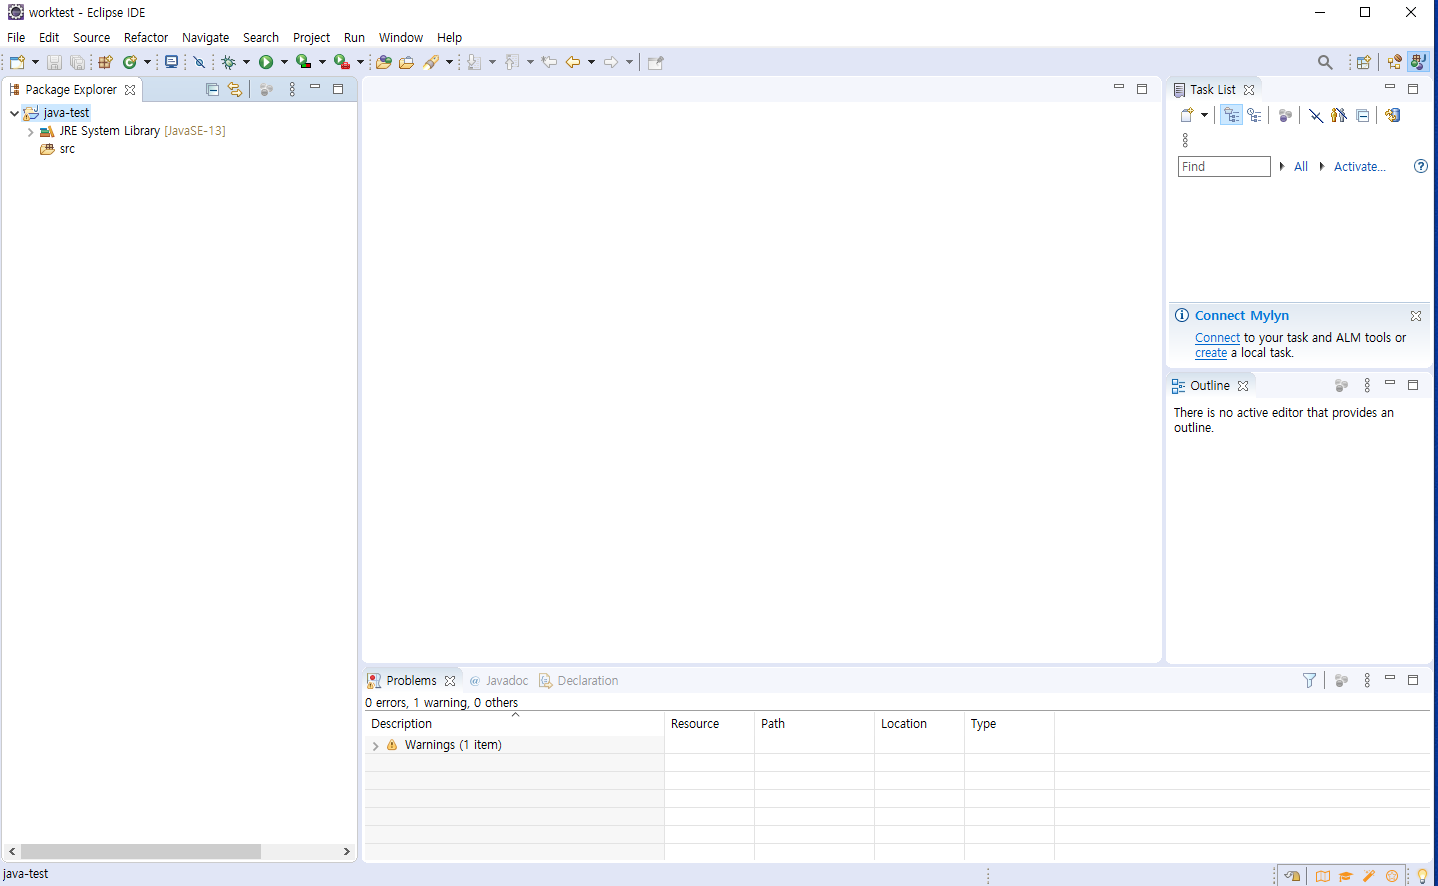 worktest - Eclipse IDE
File Edit Source Refactor Navigate Search Project Run Window Help
Package Explorer
java-test
JRE System Library [JavaSE-13]
src
Task List
Find All Activate...
Connect Mylyn
Connect to your task and ALM tools or
create a local task.
Outline
There is no active editor that provides an
outline.
Problems @ Javadoc Declaration
0 errors, 1 warning, 0 others
Description Resource Path Location Type
Warnings (1 item)
java-test